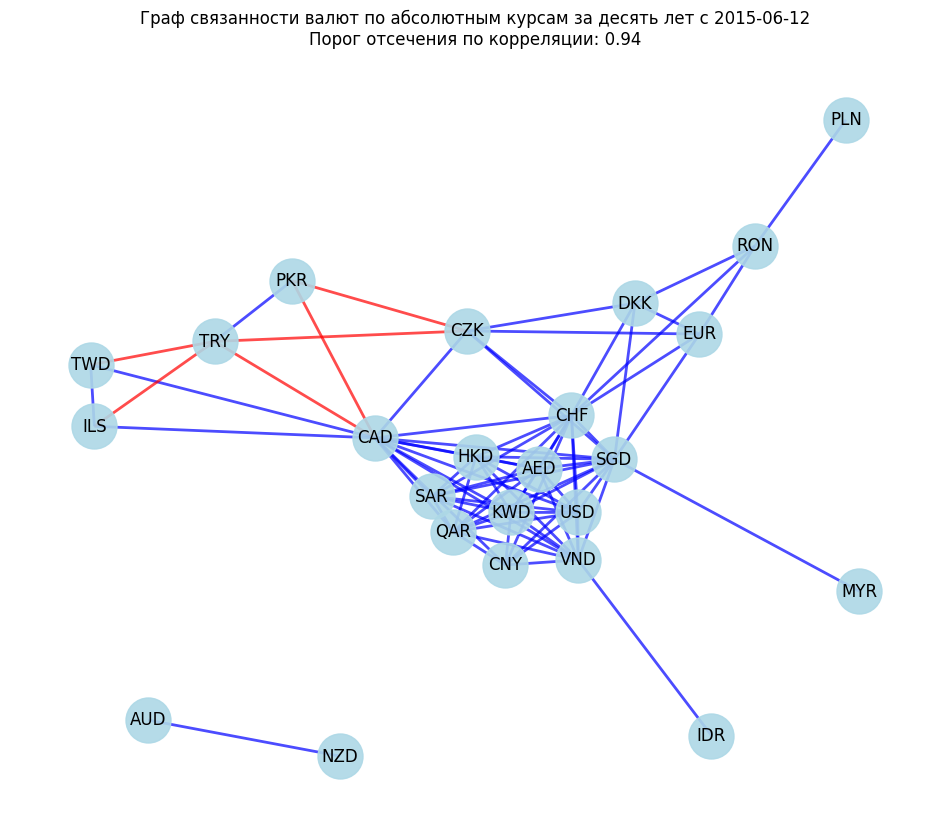 Граф связанности валют по абсолютным курсам за десять лет с 2015-06-12
Порог отсечения по корреляции: 0.94
PLN
RON
PKR
DKK
CZK
EUR
TRY
TWD
CHF
ILS
CAD
HKD
SGD
AED
SAR
KWD
USD
QAR
VND
CNY
MYR
AUD
IDR
NZD